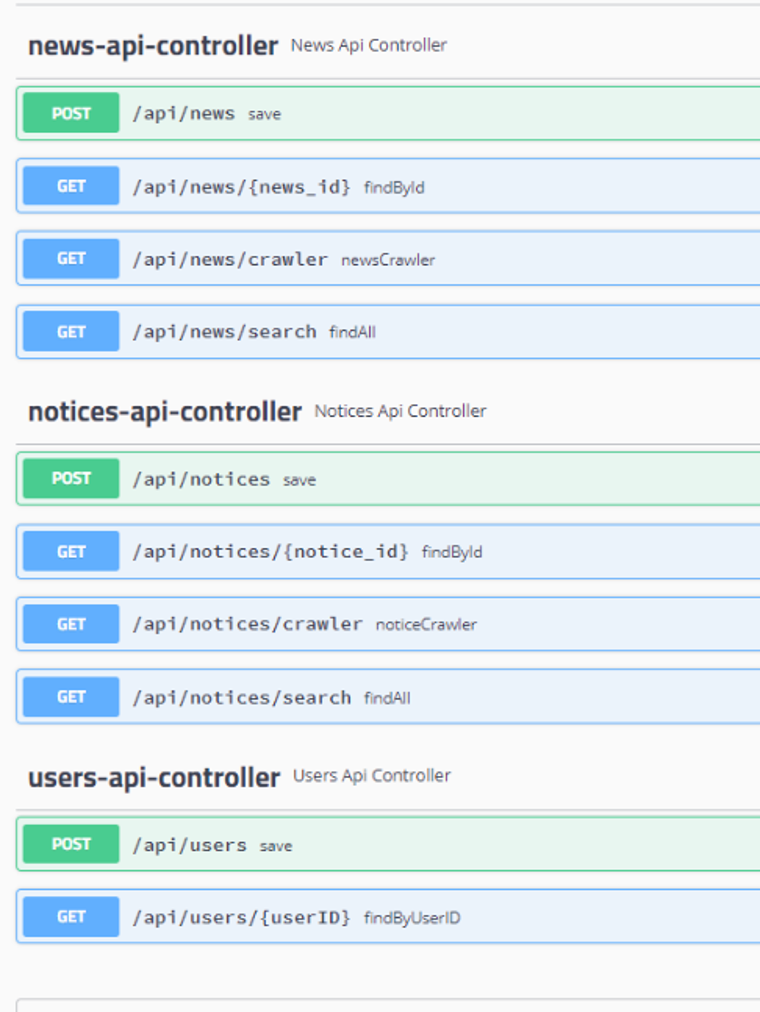 news-api-controller News Api Controller
POST /api/news save
GET /api/news/{news_id} findById
GET /api/news/crawler newsCrawler
GET /api/news/search findAll
notices-api-controller Notices Api Controller
POST /api/notices save
GET /api/notices/{notice_id} findById
GET /api/notices/crawler noticeCrawler
GET /api/notices/search findAll
users-api-controller Users Api Controller
POST /api/users save
GET /api/users/{userID} findByUserID